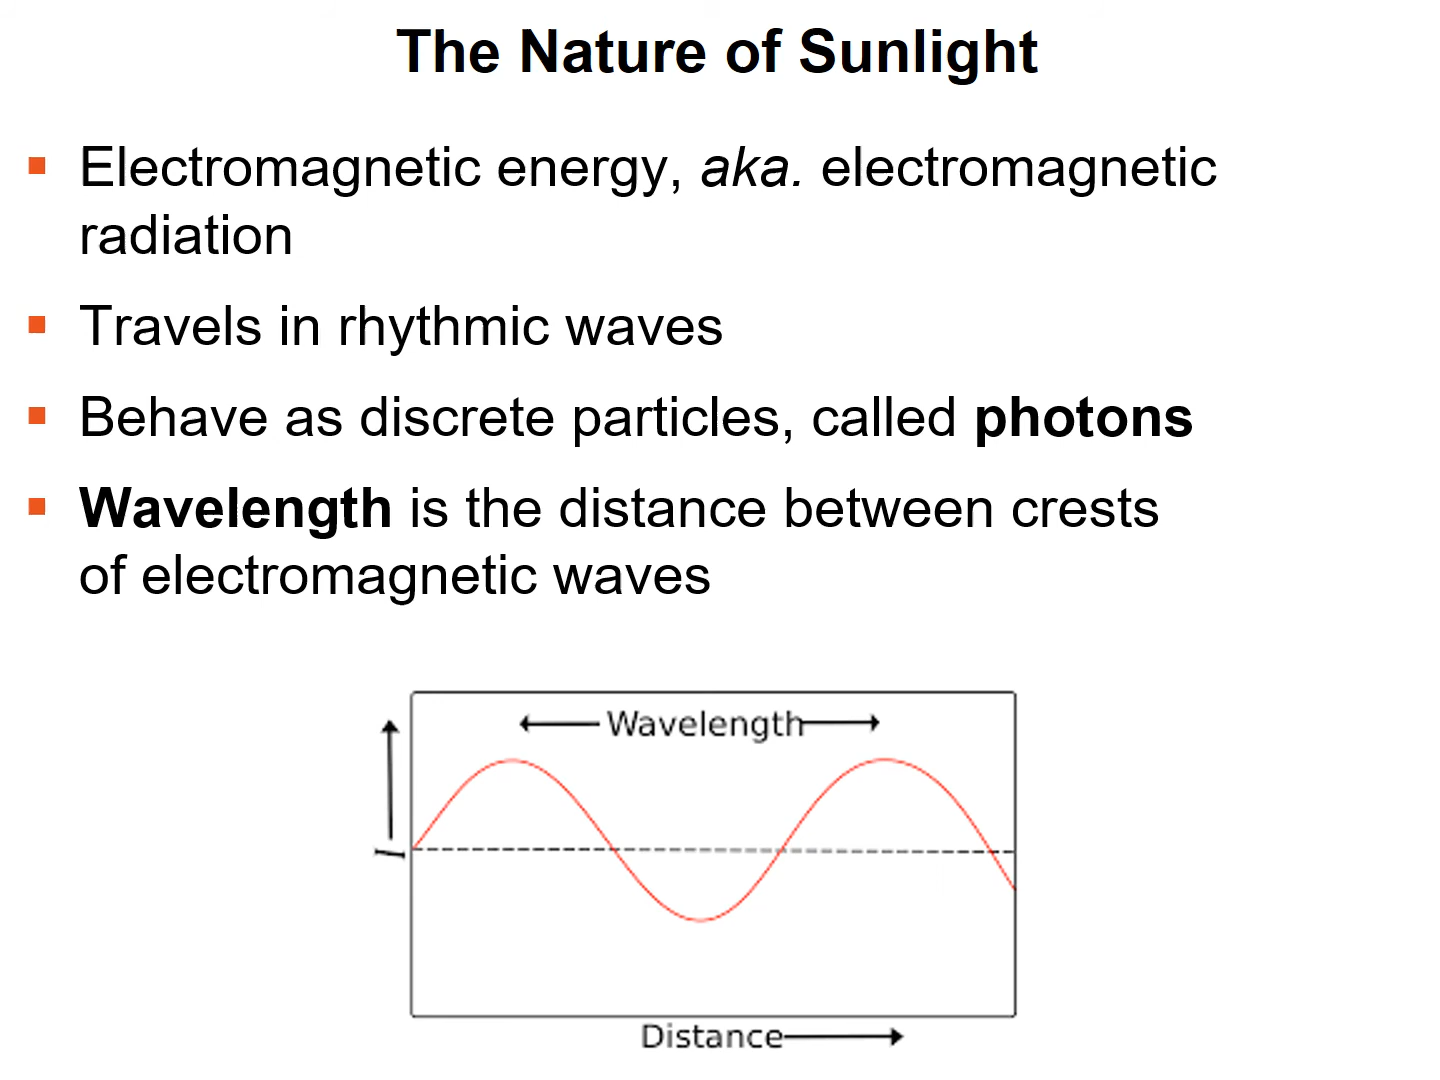 The Nature of Sunlight
Electromagnetic energy, aka. electromagnetic
radiation
Travels in rhythmic waves
Behave as discrete particles, called photons
Wavelength is the distance between crests
of electromagnetic waves
Wavelength
I
Distance